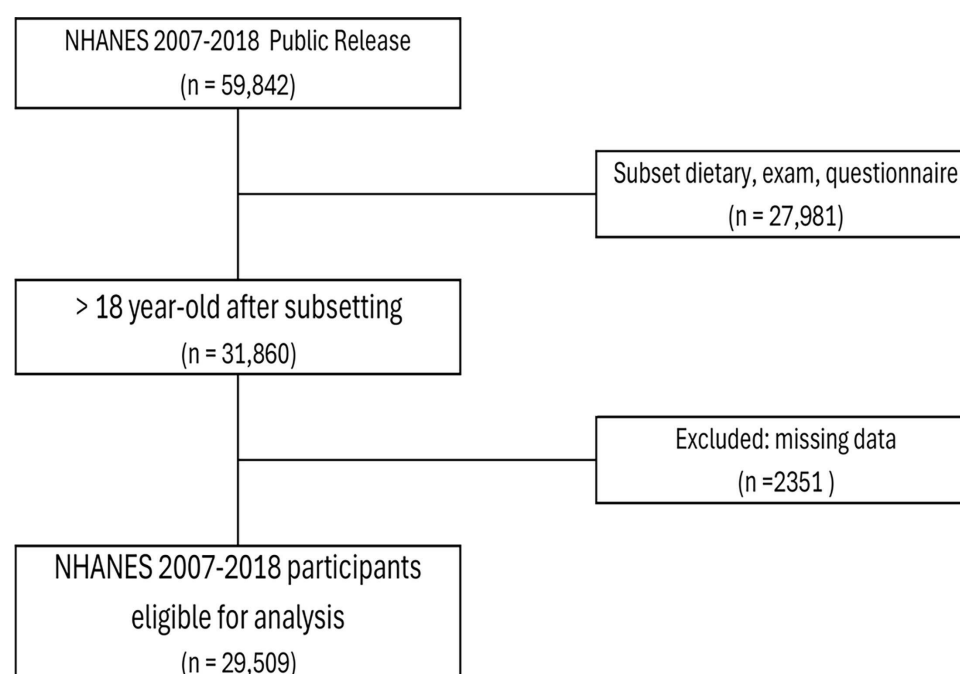 NHANES 2007-2018 Public Release
(n = 59,842)
Subset dietary, exam, questionnaire
(n = 27,981)
> 18 year-old after subsetting
(n = 31,860)
Excluded: missing data
(n =2351 )
NHANES 2007-2018 participants
eligible for analysis
(n = 29,509)